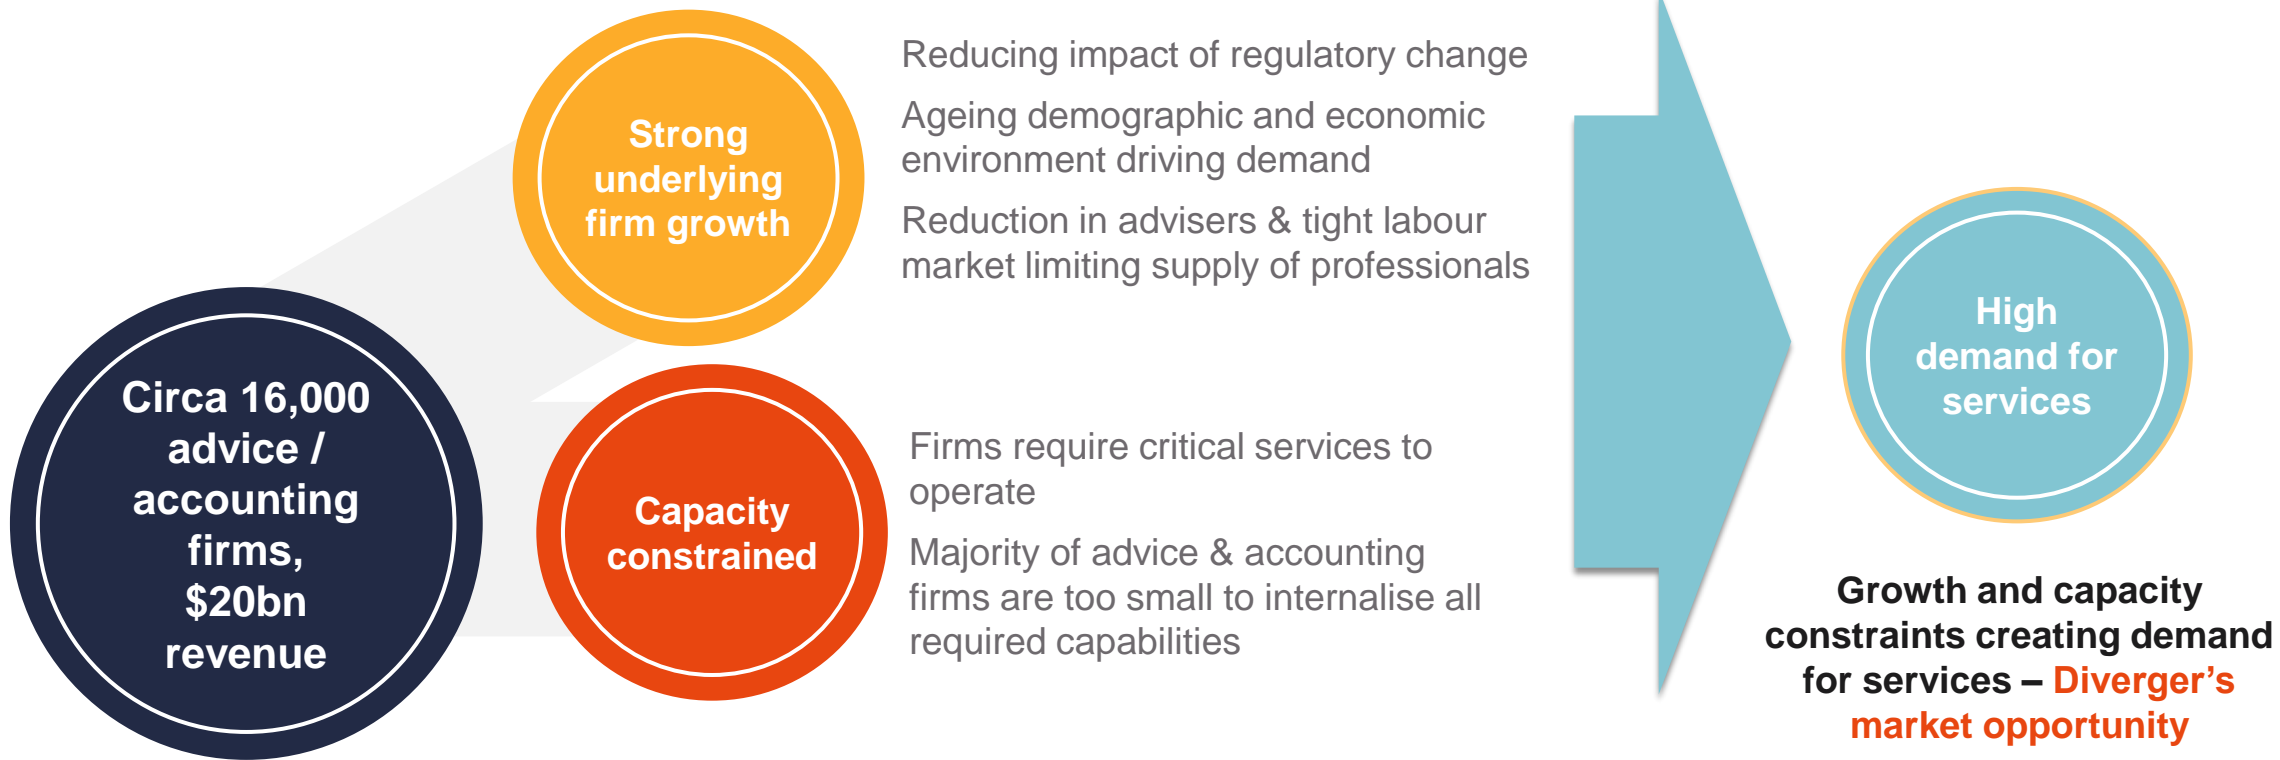 Circa 16,000
advice /
accounting
firms,
$20bn
revenue
Strong
underlying
firm growth
Reducing impact of regulatory change
Ageing demographic and economic
environment driving demand
Reduction in advisers & tight labour
market limiting supply of professionals
Capacity
constrained
Firms require critical services to
operate
Majority of advice & accounting
firms are too small to internalise all
required capabilities
High
demand for
services
Growth and capacity
constraints creating demand
for services – Diverger’s
market opportunity